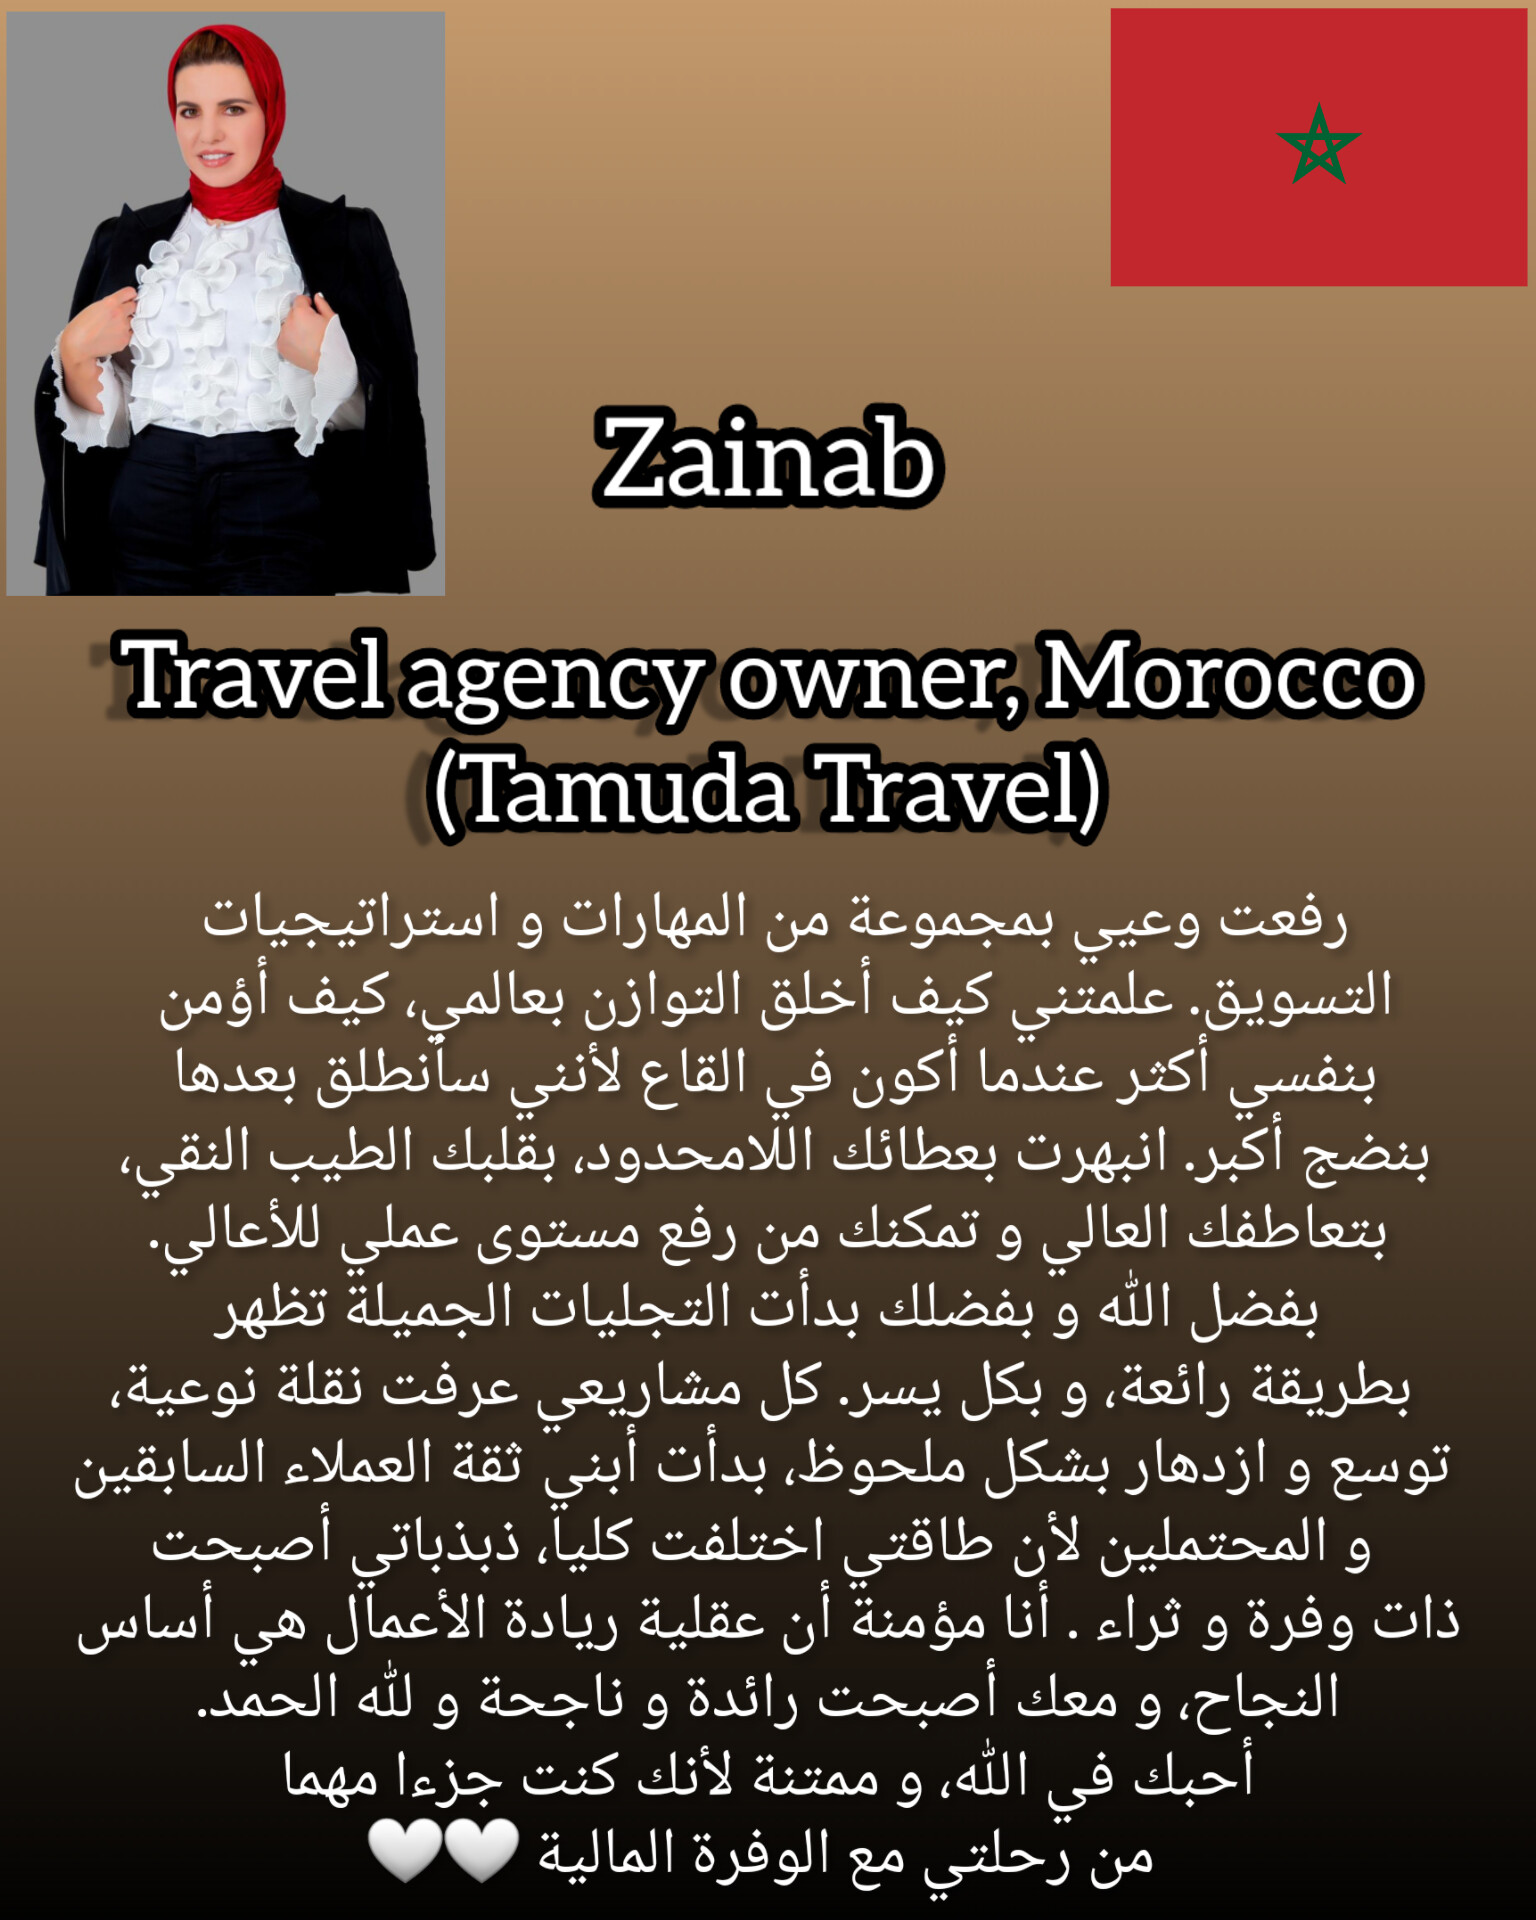 Zainab
Travel agency owner, Morocco
(Tamuda Travel)
رفعت وعيي بمجموعة من المهارات و استراتيجيات
التسويق. علمتني كيف أخلق التوازن بعالمي، كيف أؤمن
بنفسي أكثر عندما أكون في القاع لأنني سأنطلق بعدها
بنضج أكبر. انبهرت بعطائك اللامحدود، بقلبك الطيب النقي،
بتعاطفك العالي و تمكنك من رفع مستوى عملي للأعالي.
بفضل الله و بفضلك بدأت التجليات الجميلة تظهر
بطريقة رائعة، و بكل يسر. كل مشاريعي عرفت نقلة نوعية،
توسع و ازدهار بشكل ملحوظ، بدأت أبني ثقة العملاء السابقين
و المحتملين لأن طاقتي اختلفت كليا، ذبذباتي أصبحت
ذات وفرة و ثراء . أنا مؤمنة أن عقلية ريادة الأعمال هي أساس
النجاح، و معك أصبحت رائدة و ناجحة و لله الحمد.
أحبك في الله، و ممتنة لأنك كنت جزءا مهما
من رحلتي مع الوفرة المالية 🤍🤍